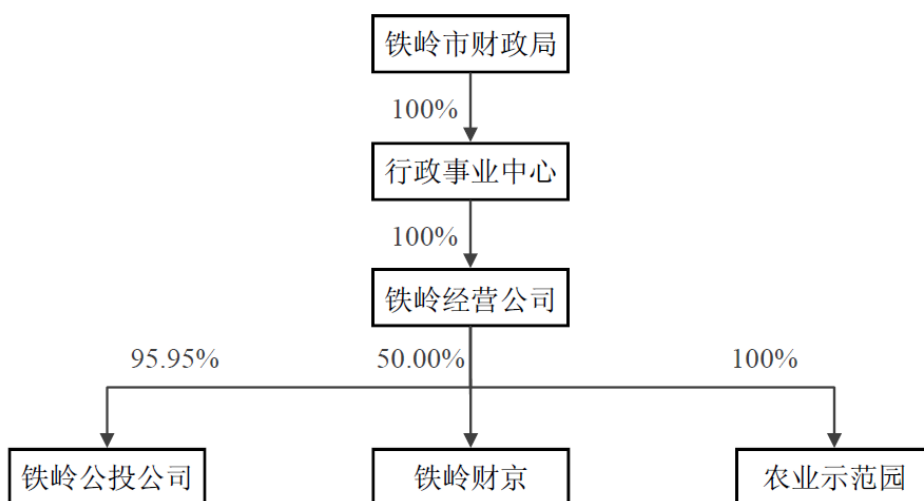 铁岭市财政局
100%
行政事业中心
100%
铁岭经营公司
95.95%
50.00%
100%
铁岭公投公司
铁岭财京
农业示范园